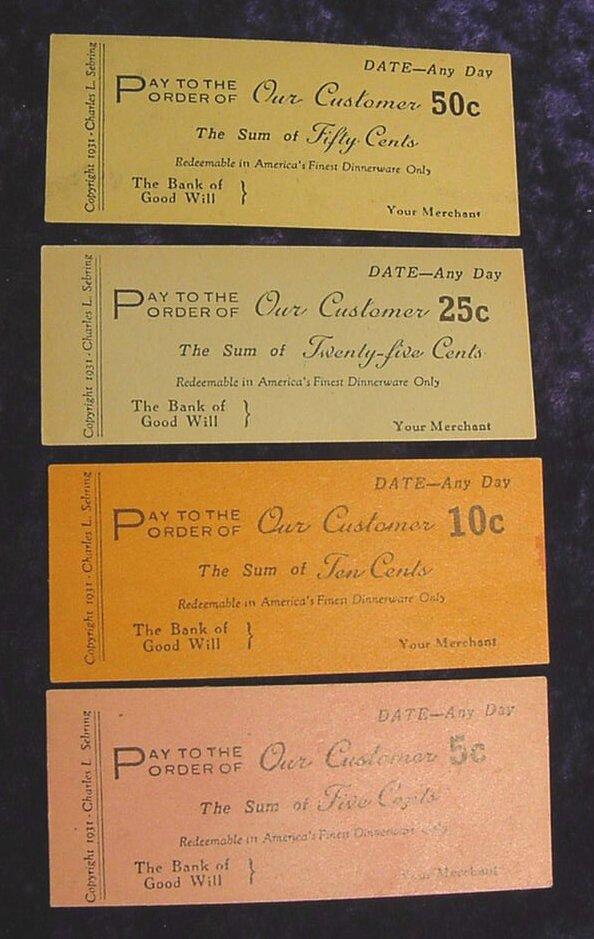 Copyright 1931 - Charles L. Sebring
DATE—Any Day
PAY TO THE ORDER OF Our Customer 50c
The Sum of Fifty Cents
Redeemable in America's Finest Dinnerware Only
The Bank of Good Will }
Your Merchant
Copyright 1931 - Charles L. Sebring
DATE—Any Day
PAY TO THE ORDER OF Our Customer 25c
The Sum of Twenty-five Cents
Redeemable in America's Finest Dinnerware Only
The Bank of Good Will }
Your Merchant
Copyright 1931 - Charles L. Sebring
DATE—Any Day
PAY TO THE ORDER OF Our Customer 10c
The Sum of Ten Cents
Redeemable in America's Finest Dinnerware Only
The Bank of Good Will }
Your Merchant
Copyright 1931 - Charles L. Sebring
DATE—Any Day
PAY TO THE ORDER OF Our Customer 5c
The Sum of Five Cents
Redeemable in America's Finest Dinnerware Only
The Bank of Good Will }
Your Merchant